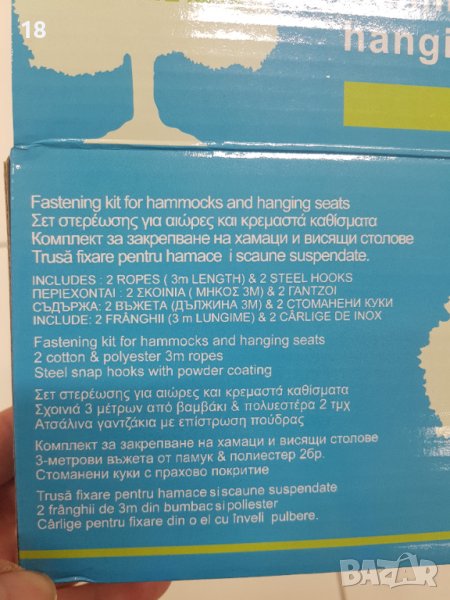 18
hangi
Fastening kit for hammocks and hanging seats
Σετ στερέωσης για αιώρες και κρεμαστά καθίσματα
Комплект за закрепване на хамаци и висящи столове
Trusă fixare pentru hamace i scaune suspendate.
INCLUDES : 2 ROPES ( 3m LENGTH) & 2 STEEL HOOKS
ΠΕΡΙΕΧΟΝΤΑΙ : 2 ΣΚΟΙΝΙΑ ( ΜΗΚΟΣ 3Μ) & 2 ΓΑΝΤΖΟΙ
СЪДЪРЖА: 2 ВЪЖЕТА (ДЪЛЖИНА 3М) & 2 СТОМАНЕНИ КУКИ
INCLUDE: 2 FRÂNGHII (3 m LUNGIME) & 2 CÂRLIGE DE INOX
Fastening kit for hammocks and hanging seats
2 cotton & polyester 3m ropes
Steel snap hooks with powder coating
Σετ στερέωσης για αιώρες και κρεμαστά καθίσματα
Σχοινιά 3 μέτρων από βαμβάκι & πολυεστέρα 2 τμχ
Ατσάλινα γαντζάκια με επίστρωση πούδρας
Комплект за закрепване на хамаци и висящи столове
3-метрови въжета от памук & полиестер 2бр.
Стоманени куки с прахово покритие
Trusă fixare pentru hamace si scaune suspendate
2 frânghii de 3m din bumbac si poliester
Cârlige pentru fixare din o el cu înveli pulbere.
BAZAR